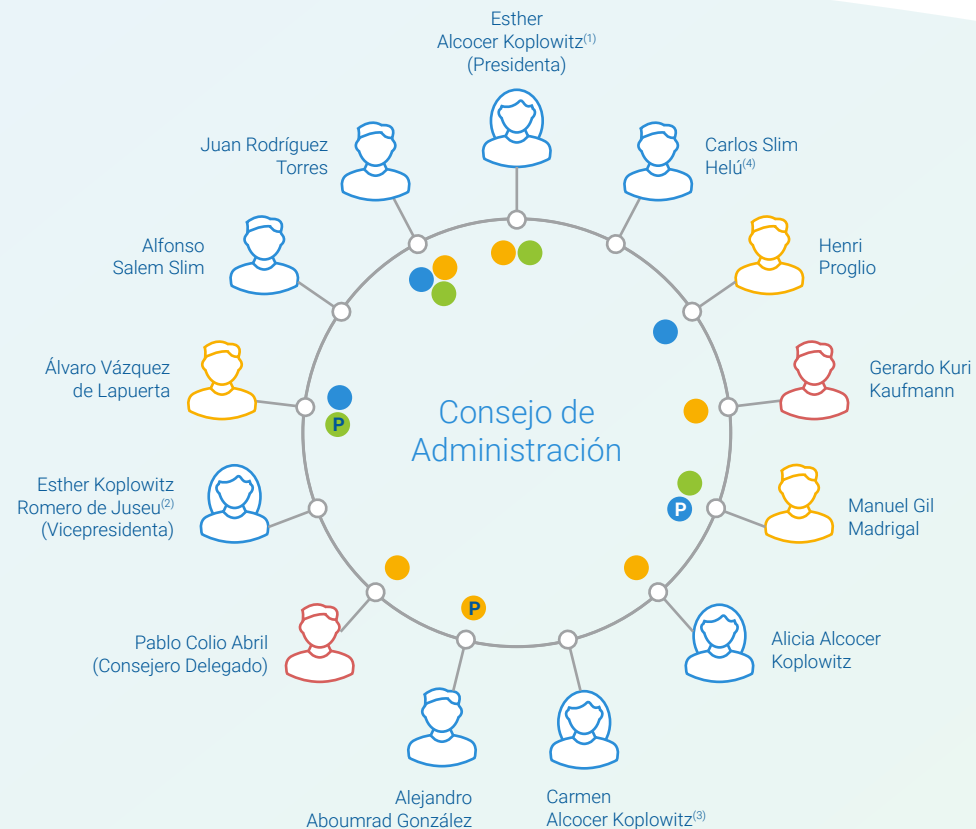 Esther
Alcocer Koplowitz(1)
(Presidenta)
Juan Rodríguez
Torres
Carlos Slim
Helú(4)
Alfonso
Salem Slim
Henri
Proglio
Álvaro Vázquez
de Lapuerta
Gerardo Kuri
Kaufmann
P
Consejo de
Administración
Esther Koplowitz
Romero de Juseu(2)
(Vicepresidenta)
P
Manuel Gil
Madrigal
P
Pablo Colio Abril
(Consejero Delegado)
Alicia Alcocer
Koplowitz
Alejandro
Aboumrad González
Carmen
Alcocer Koplowitz(3)